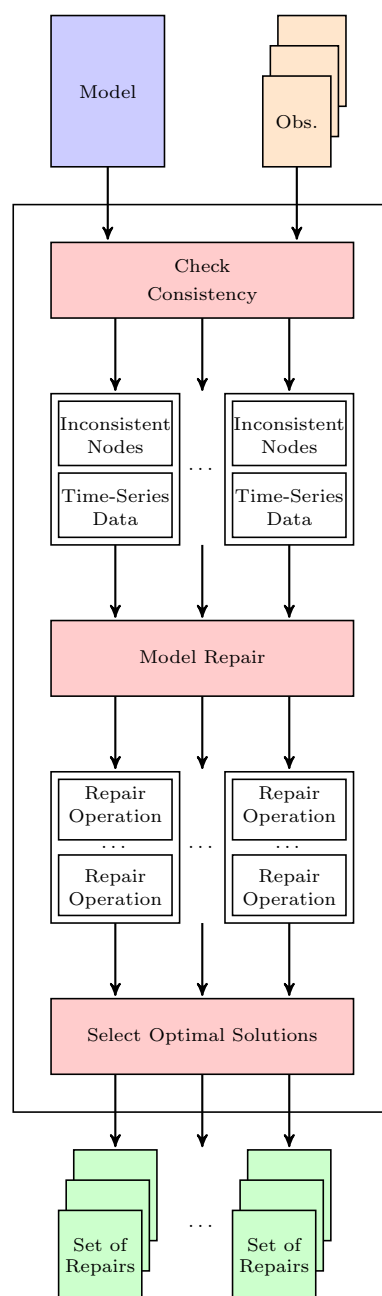 Model
Obs.
Check
Consistency
Inconsistent
Nodes
Time-Series
Data
...
Inconsistent
Nodes
Time-Series
Data
Model Repair
Repair
Operation
...
Repair
Operation
...
Repair
Operation
...
Repair
Operation
Select Optimal Solutions
Set of
Repairs
...
Set of
Repairs